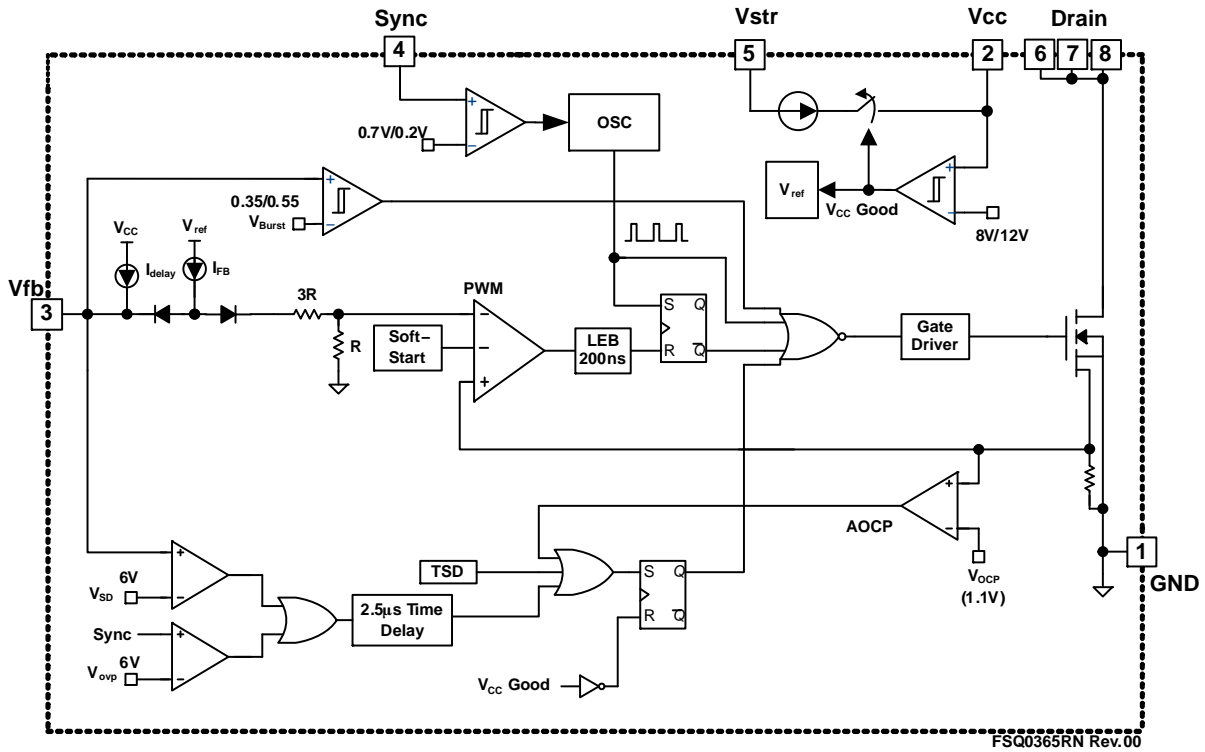 Sync
Vstr
Vcc
Drain
4
5
2
6
7
8
+
0.7V/0.2V
−
OSC
Vref
VCC Good
+
−
8V/12V
+
0.35/0.55
VBurst
−
VCC
Vref
Idelay
IFB
Vfb
3
3R
R
PWM
−
Soft–
Start
−
+
LEB
200ns
S Q
R Q̅
Gate
Driver
AOCP
+
−
VOCP
(1.1V)
1
GND
+
6V
VSD
−
Sync
+
6V
Vovp
−
2.5μs Time
Delay
TSD
S Q
R Q̅
VCC Good
FSQ0365RN Rev.00